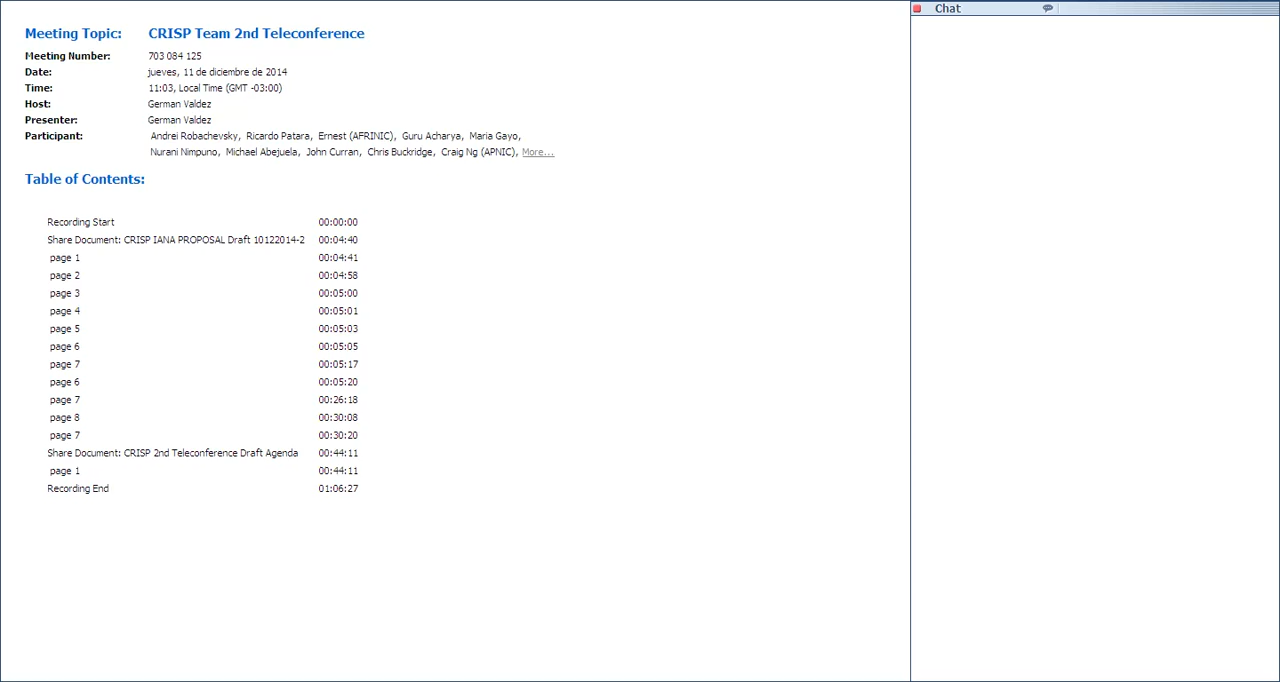 Chat
Meeting Topic: CRISP Team 2nd Teleconference
Meeting Number: 703 084 125
Date: jueves, 11 de diciembre de 2014
Time: 11:03, Local Time (GMT -03:00)
Host: German Valdez
Presenter: German Valdez
Participant: Andrei Robachevsky, Ricardo Patara, Ernest (AFRINIC), Guru Acharya, Maria Gayo,
Nurani Nimpuno, Michael Abejuela, John Curran, Chris Buckridge, Craig Ng (APNIC), More...
Table of Contents:
Recording Start 00:00:00
Share Document: CRISP IANA PROPOSAL Draft 10122014-2 00:04:40
page 1 00:04:41
page 2 00:04:58
page 3 00:05:00
page 4 00:05:01
page 5 00:05:03
page 6 00:05:05
page 7 00:05:17
page 6 00:05:20
page 7 00:26:18
page 8 00:30:08
page 7 00:30:20
Share Document: CRISP 2nd Teleconference Draft Agenda 00:44:11
page 1 00:44:11
Recording End 01:06:27